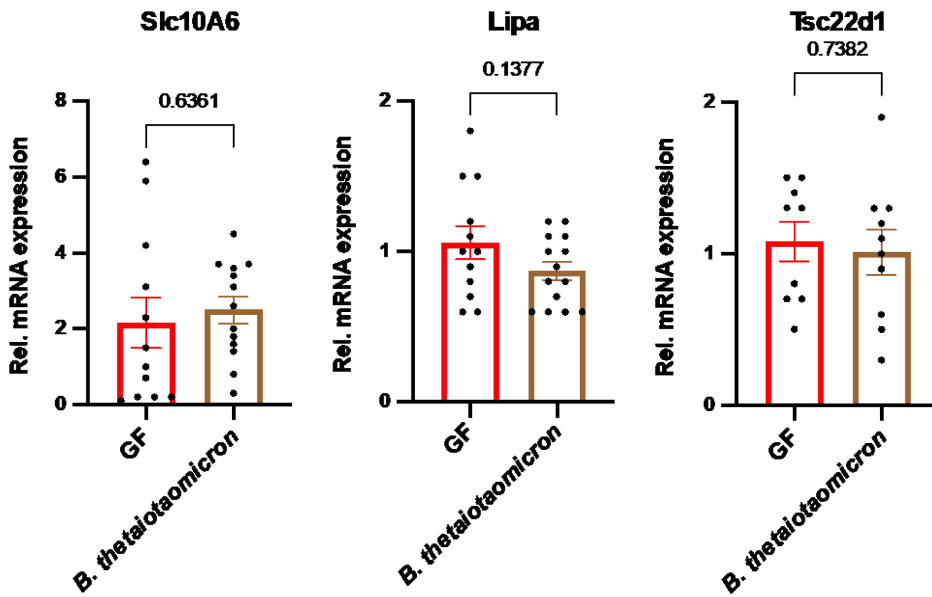 Slc10A6
0.6361
Rel. mRNA expression
8
6
4
2
0
GF
B. thetaiotaomicron
Lipa
0.1377
Rel. mRNA expression
2
1
0
GF
B. thetaiotaomicron
Tsc22d1
0.7382
Rel. mRNA expression
2
1
0
GF
B. thetaiotaomicron